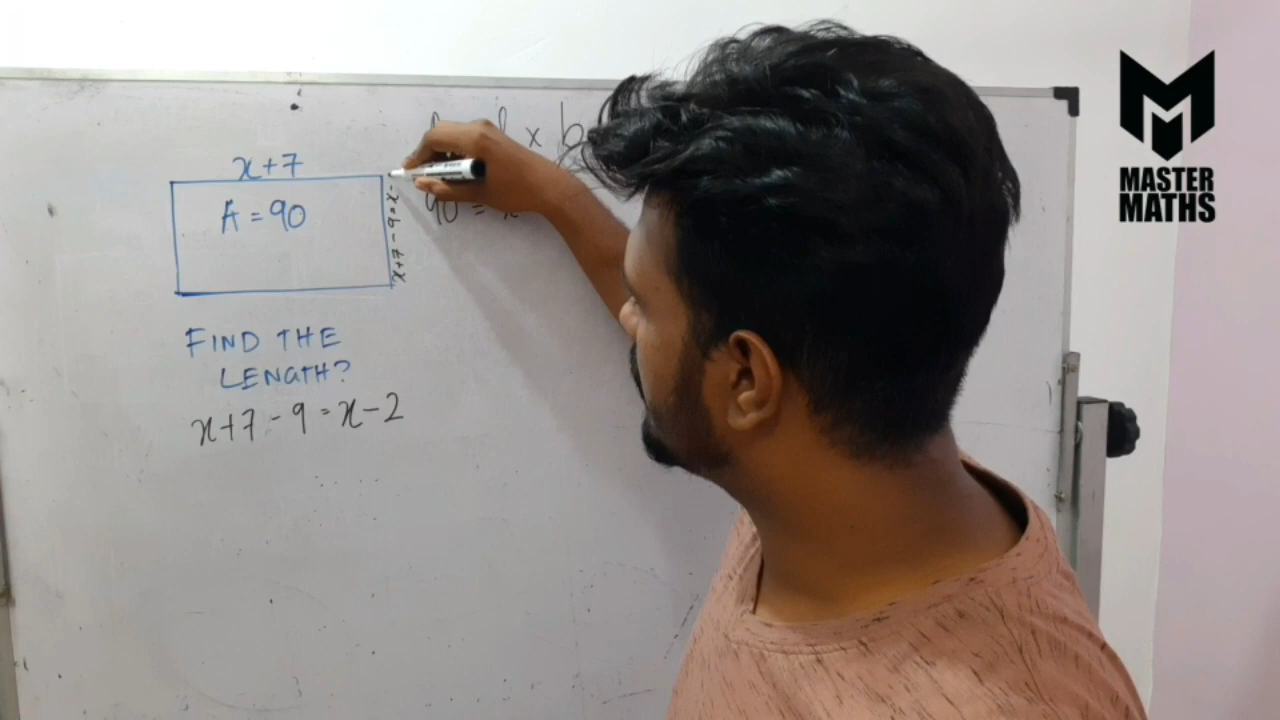 x+7
A = 90
x+7-9=x-
l x b
90 =
FIND THE
LENGTH?
x+7-9=x-2
MASTER
MATHS